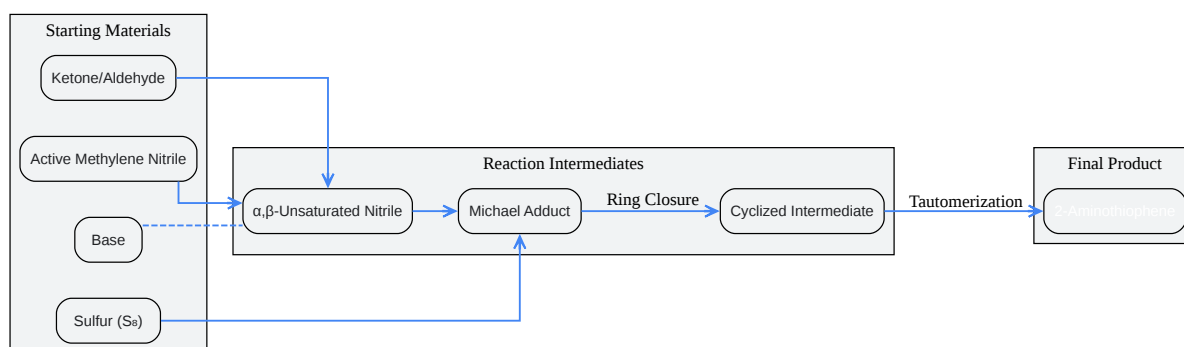 Starting Materials
Ketone/Aldehyde
Active Methylene Nitrile
Base
Sulfur (S₈)
Reaction Intermediates
α,β-Unsaturated Nitrile
Michael Adduct
Ring Closure
Cyclized Intermediate
Tautomerization
Final Product
2-Aminothiophene